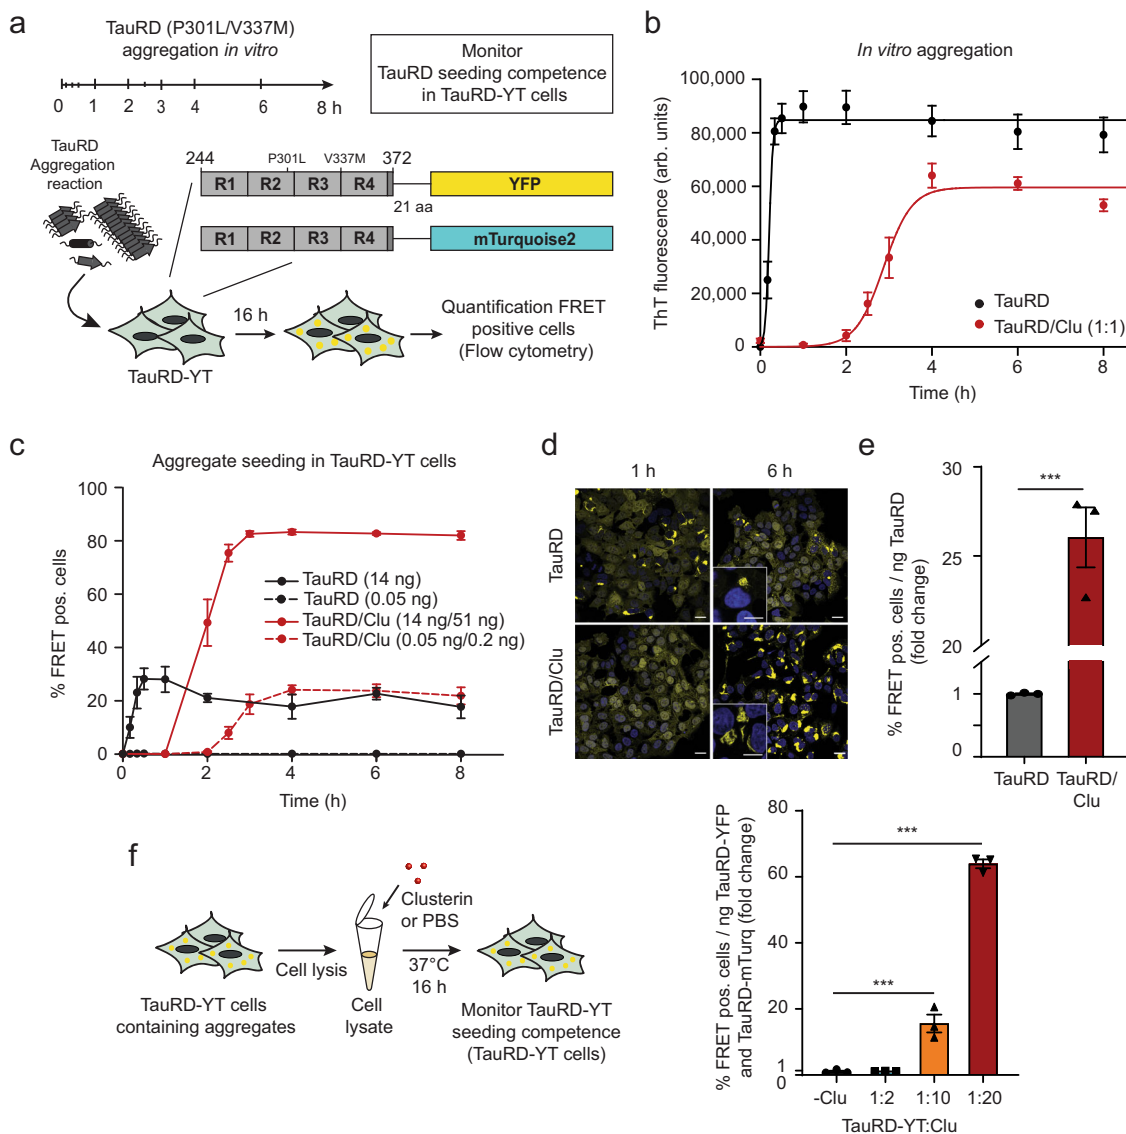 a
TauRD (P301L/V337M)
aggregation in vitro
0 1 2 3 4 6 8 h
Monitor
TauRD seeding competence
in TauRD-YT cells
TauRD
Aggregation
reaction
244 P301L V337M 372
R1 R2 R3 R4 YFP
21 aa
R1 R2 R3 R4 mTurquoise2
16 h
TauRD-YT
Quantification FRET
positive cells
(Flow cytometry)
b
In vitro aggregation
ThT fluorescence (arb. units)
100,000
80,000
60,000
40,000
20,000
0
0 2 4 6 8
Time (h)
TauRD
TauRD/Clu (1:1)
c
Aggregate seeding in TauRD-YT cells
% FRET pos. cells
100
80
60
40
20
0
0 2 4 6 8
Time (h)
TauRD (14 ng)
TauRD (0.05 ng)
TauRD/Clu (14 ng/51 ng)
TauRD/Clu (0.05 ng/0.2 ng)
d
1 h 6 h
TauRD
TauRD/Clu
e
% FRET pos. cells / ng TauRD
(fold change)
30
25
20
1
0
***
TauRD TauRD/
Clu
f
TauRD-YT cells
containing aggregates
Cell lysis
Clusterin
or PBS
Cell
lysate
37°C
16 h
Monitor TauRD-YT
seeding competence
(TauRD-YT cells)
% FRET pos. cells / ng TauRD-YFP
and TauRD-mTurq (fold change)
80
60
40
20
1
0
***
***
-Clu 1:2 1:10 1:20
TauRD-YT:Clu